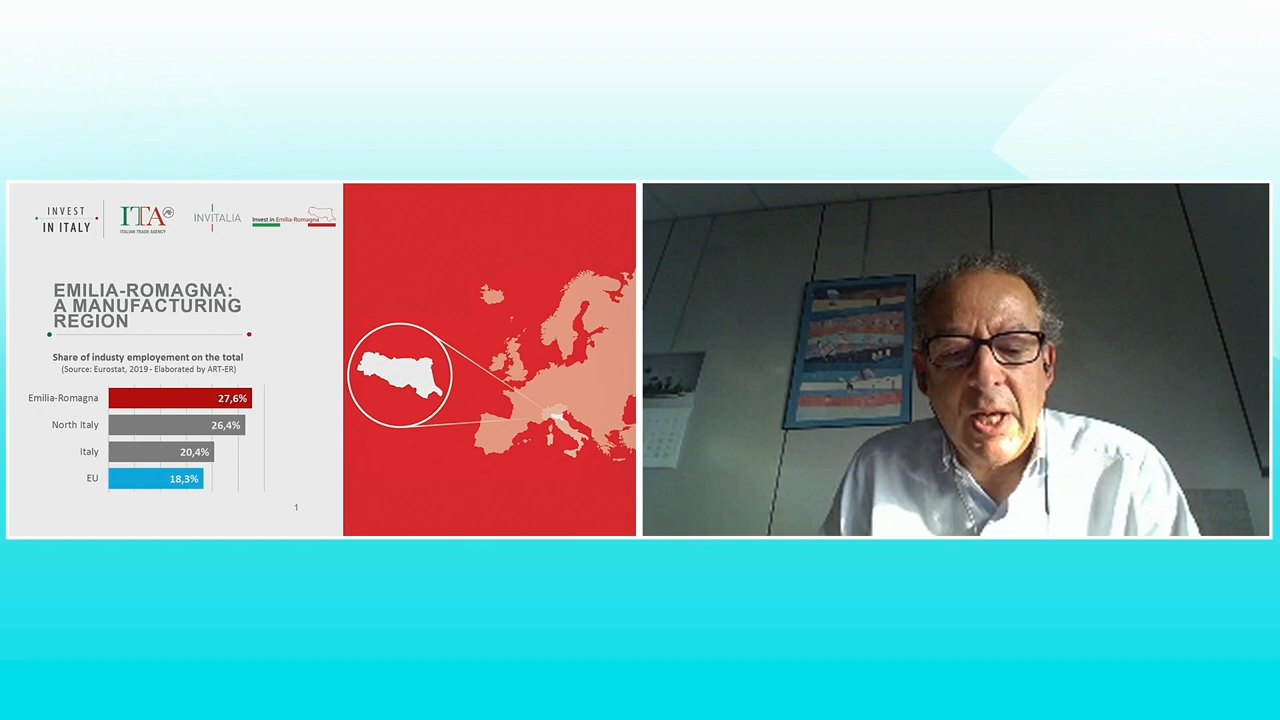 INVEST
IN ITALY
ITA
ITALIAN TRADE AGENCY
INVITALIA
Invest in Emilia-Romagna
EMILIA-ROMAGNA:
A MANUFACTURING
REGION
Share of industy employement on the total
(Source: Eurostat, 2019 - Elaborated by ART-ER)
Emilia-Romagna 27,6%
North Italy 26,4%
Italy 20,4%
EU 18,3%
1